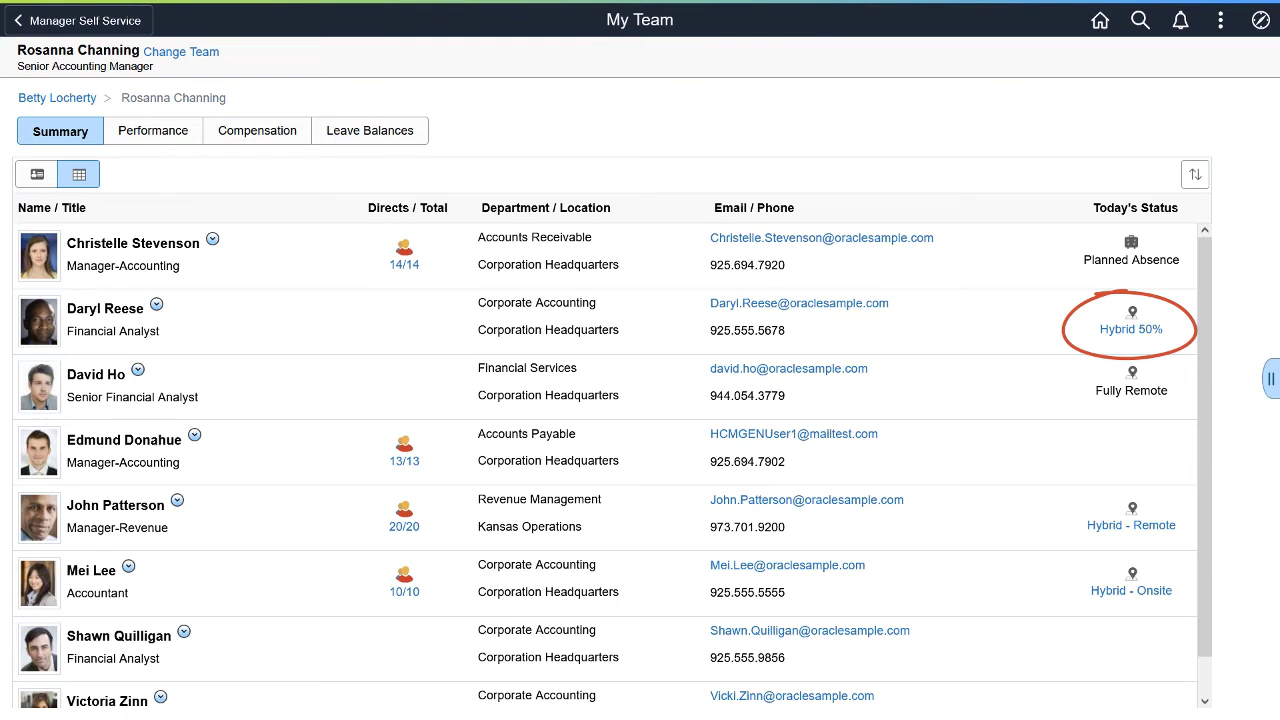 Manager Self Service
My Team
Rosanna Channing Change Team
Senior Accounting Manager
Betty Locherty > Rosanna Channing
Summary Performance Compensation Leave Balances
Name / Title Directs / Total Department / Location Email / Phone Today's Status
Christelle Stevenson Accounts Receivable Christelle.Stevenson@oraclesample.com
Manager-Accounting 14/14 Corporation Headquarters 925.694.7920 Planned Absence
Daryl Reese Corporate Accounting Daryl.Reese@oraclesample.com
Financial Analyst Corporation Headquarters 925.555.5678 Hybrid 50%
David Ho Financial Services david.ho@oraclesample.com
Senior Financial Analyst Corporation Headquarters 944.054.3779 Fully Remote
Edmund Donahue Accounts Payable HCMGENUser1@mailtest.com
Manager-Accounting 13/13 Corporation Headquarters 925.694.7902
John Patterson Revenue Management John.Patterson@oraclesample.com
Manager-Revenue 20/20 Kansas Operations 973.701.9200 Hybrid - Remote
Mei Lee Corporate Accounting Mei.Lee@oraclesample.com
Accountant 10/10 Corporation Headquarters 925.555.5555 Hybrid - Onsite
Shawn Quilligan Corporate Accounting Shawn.Quilligan@oraclesample.com
Financial Analyst Corporation Headquarters 925.555.9856
Victoria Zinn Corporate Accounting Vicki.Zinn@oraclesample.com